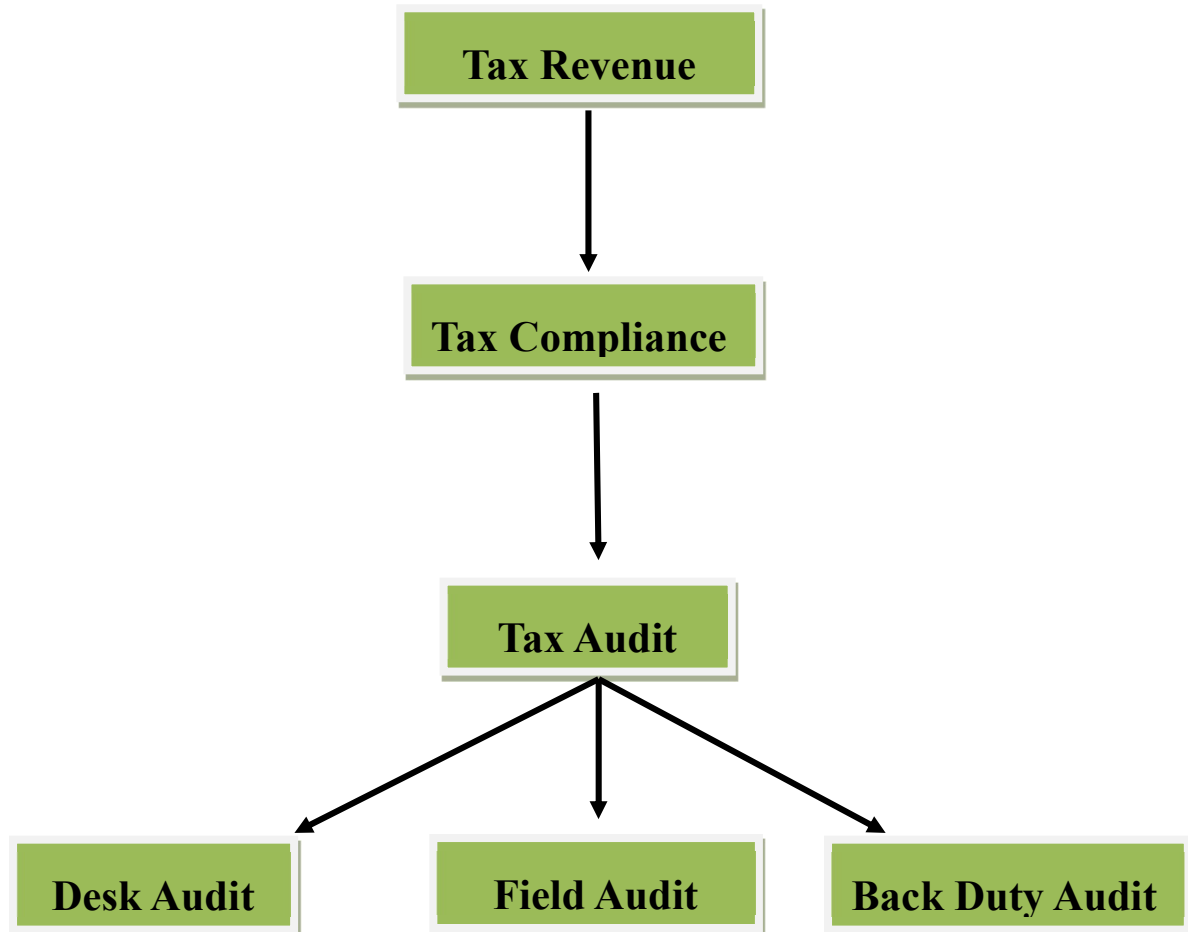 Tax Revenue
Tax Compliance
Tax Audit
Desk Audit
Field Audit
Back Duty Audit